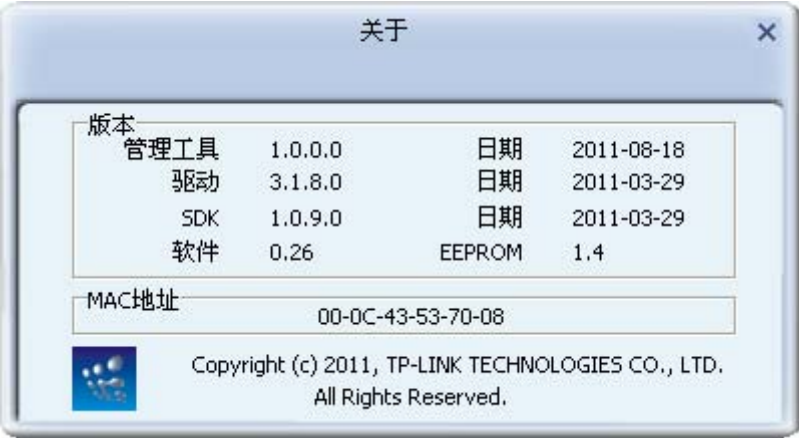 关于
版本
管理工具 1.0.0.0 日期 2011-08-18
驱动 3.1.8.0 日期 2011-03-29
SDK 1.0.9.0 日期 2011-03-29
软件 0.26 EEPROM 1.4
MAC地址
00-0C-43-53-70-08
Copyright (c) 2011, TP-LINK TECHNOLOGIES CO., LTD.
All Rights Reserved.